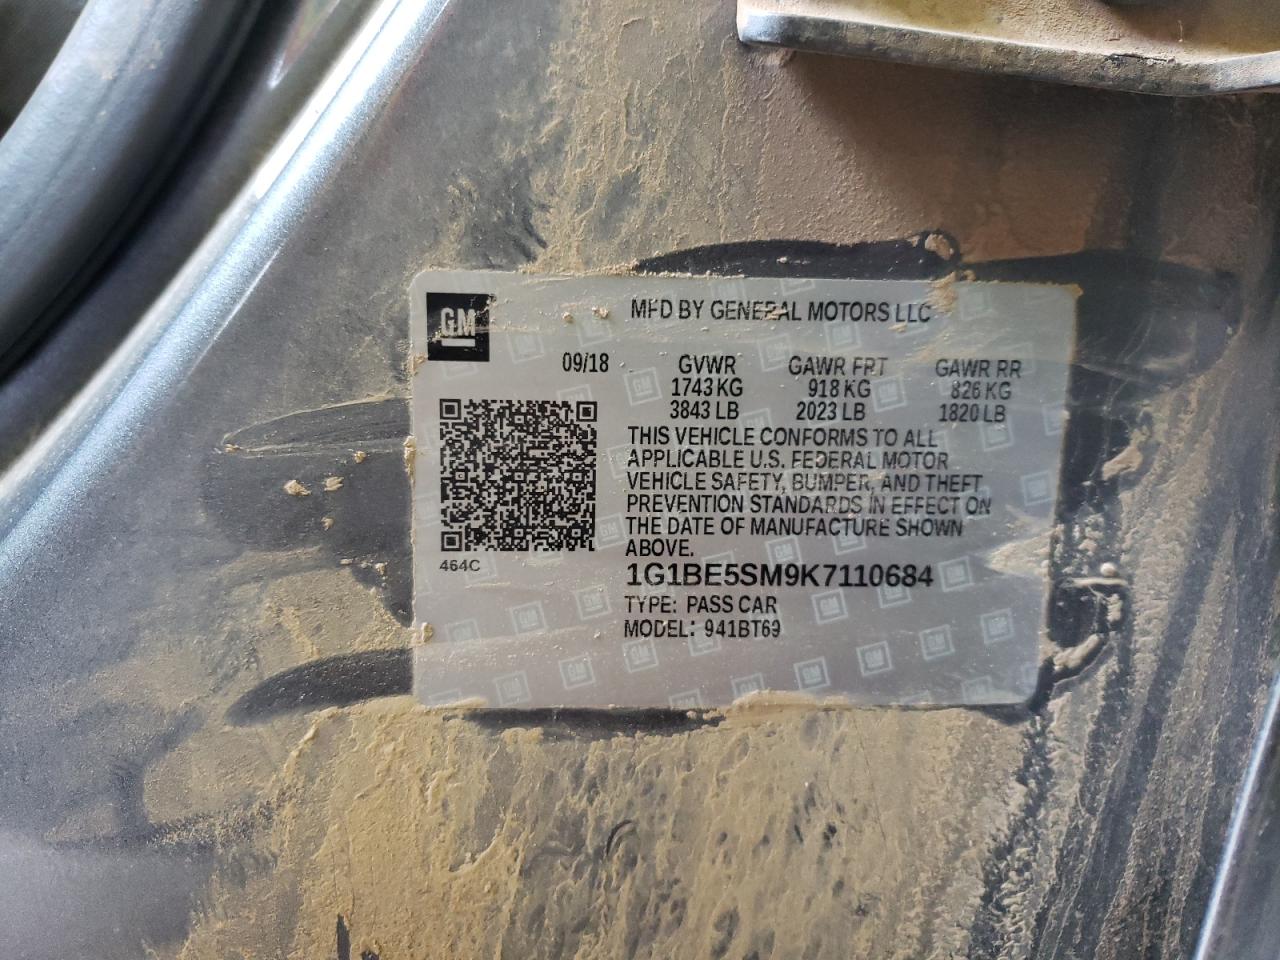 GM
MFD BY GENERAL MOTORS LLC
09/18 GVWR GAWR FRT GAWR RR
1743 KG 918 KG 826 KG
3843 LB 2023 LB 1820 LB
THIS VEHICLE CONFORMS TO ALL
APPLICABLE U.S. FEDERAL MOTOR
VEHICLE SAFETY, BUMPER, AND THEFT
PREVENTION STANDARDS IN EFFECT ON
THE DATE OF MANUFACTURE SHOWN
ABOVE.
464C
1G1BE5SM9K7110684
TYPE: PASS CAR
MODEL: 941BT69